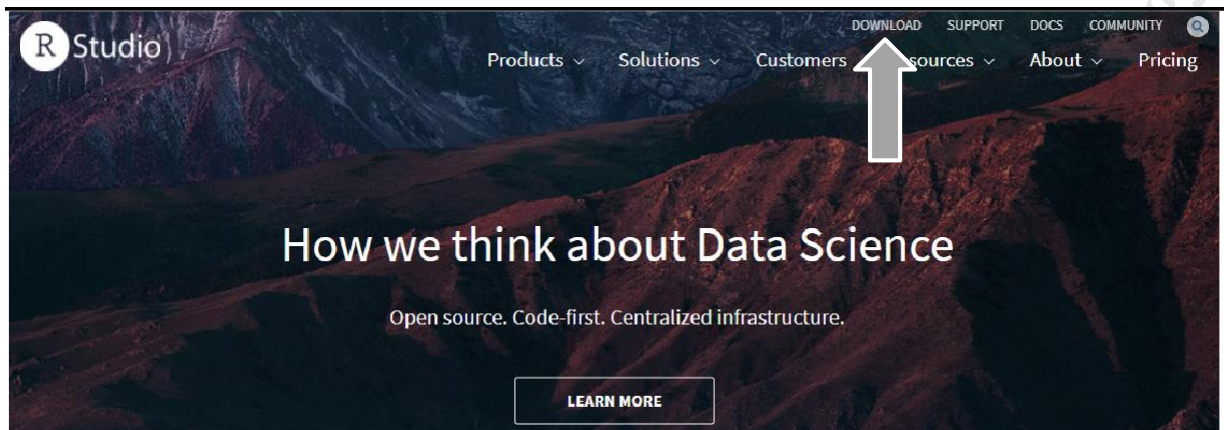 DOWNLOAD SUPPORT DOCS COMMUNITY
R Studio
Products Solutions Customers sources About Pricing
How we think about Data Science
Open source. Code-first. Centralized infrastructure.
LEARN MORE